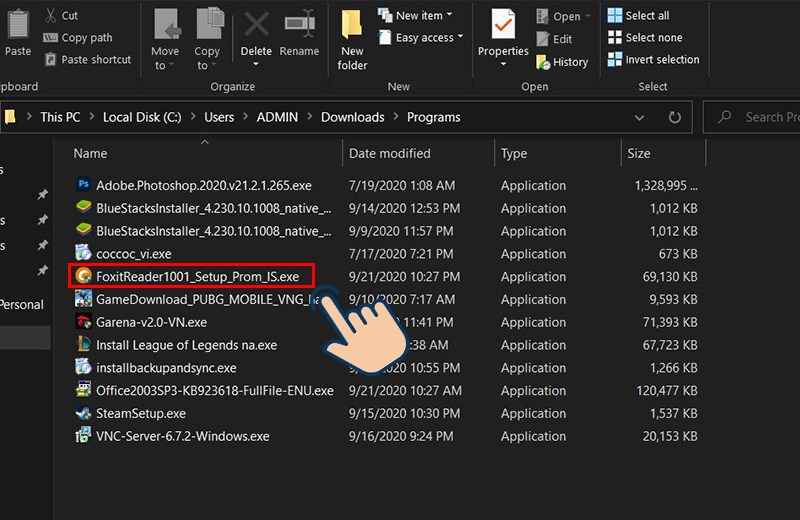 Cut New item Open Select all
Copy path Easy access Edit Select none
Paste Paste shortcut Move to Copy to Delete Rename New folder Properties History Invert selection
pboard Organize New Open Select
This PC Local Disk (C:) Users ADMIN Downloads Programs Search Pro
Name Date modified Type Size
Adobe.Photoshop.2020.v21.2.1.265.exe 7/19/2020 1:08 AM Application 1,328,995 ...
BlueStacksInstaller_4.230.10.1008_native_... 9/14/2020 12:53 PM Application 1,012 KB
BlueStacksInstaller_4.230.10.1008_native_... 9/9/2020 11:57 PM Application 1,012 KB
coccoc_vi.exe 7/17/2020 7:21 PM Application 673 KB
FoxitReader1001_Setup_Prom_IS.exe 9/21/2020 10:27 PM Application 69,130 KB
GameDownload_PUBG_MOBILE_VNG_ha 9/10/2020 7:17 AM Application 9,593 KB
Garena-v2.0-VN.exe 11:41 PM Application 71,393 KB
Install League of Legends na.exe :38 AM Application 67,723 KB
installbackupandsync.exe 10:55 PM Application 1,266 KB
Office2003SP3-KB923618-FullFile-ENU.exe 9/21/2020 10:27 AM Application 120,477 KB
SteamSetup.exe 9/15/2020 10:30 PM Application 1,537 KB
VNC-Server-6.7.2-Windows.exe 9/16/2020 9:24 PM Application 20,153 KB
s
s
s
Personal